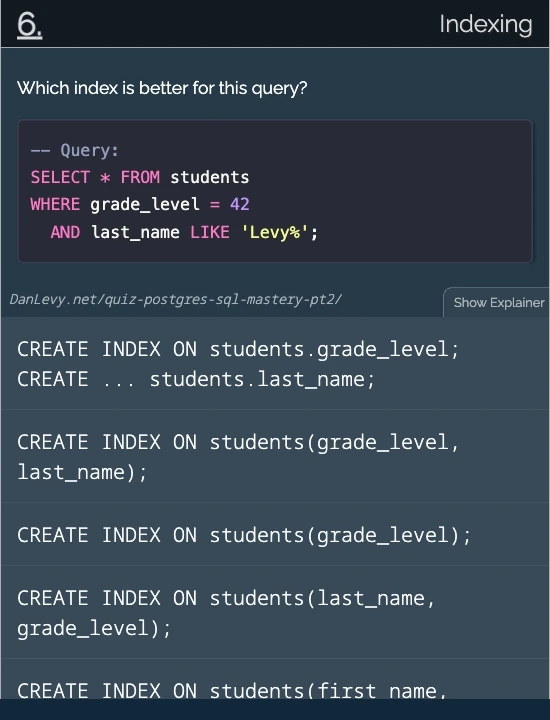 6.
Indexing
Which index is better for this query?
-- Query:
SELECT * FROM students
WHERE grade_level = 42
AND last_name LIKE 'Levy%';
DanLevy.net/quiz-postgres-sql-mastery-pt2/
Show Explainer
CREATE INDEX ON students.grade_level;
CREATE ... students.last_name;
CREATE INDEX ON students(grade_level,
last_name);
CREATE INDEX ON students(grade_level);
CREATE INDEX ON students(last_name,
grade_level);
CREATE INDEX ON students(first_name,